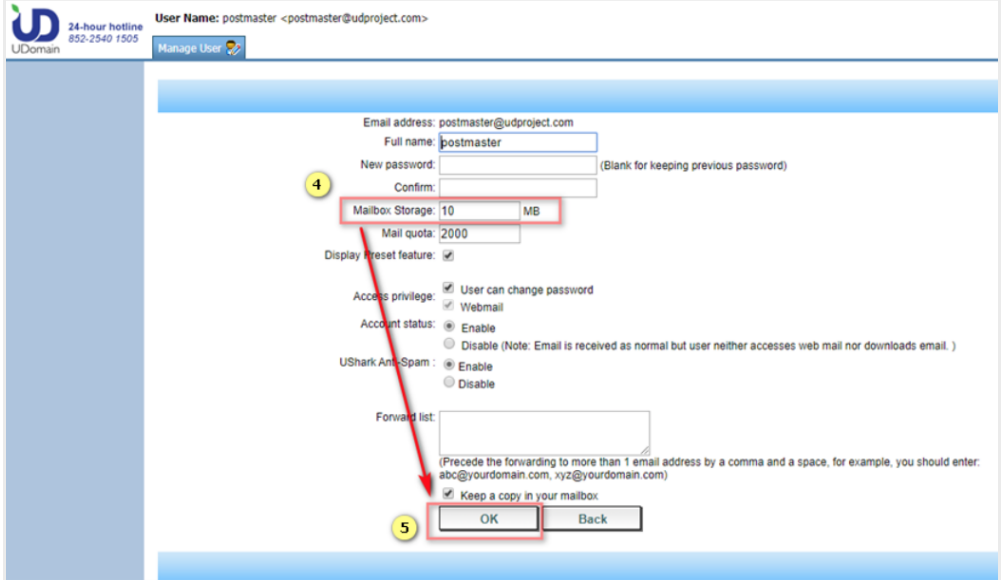 UD
UDomain
24-hour hotline
852-2540 1505
User Name: postmaster <postmaster@udproject.com>
Manage User
Email address: postmaster@udproject.com
Full name: postmaster
New password: (Blank for keeping previous password)
4
Confirm:
Mailbox Storage: 10 MB
Mail quota: 2000
Display Preset feature:
Access privilege: User can change password
Webmail
Account status: Enable
Disable (Note: Email is received as normal but user neither accesses web mail nor downloads email. )
UShark Anti-Spam : Enable
Disable
Forward list:
(Precede the forwarding to more than 1 email address by a comma and a space, for example, you should enter:
abc@yourdomain.com, xyz@yourdomain.com)
Keep a copy in your mailbox
5
OK Back